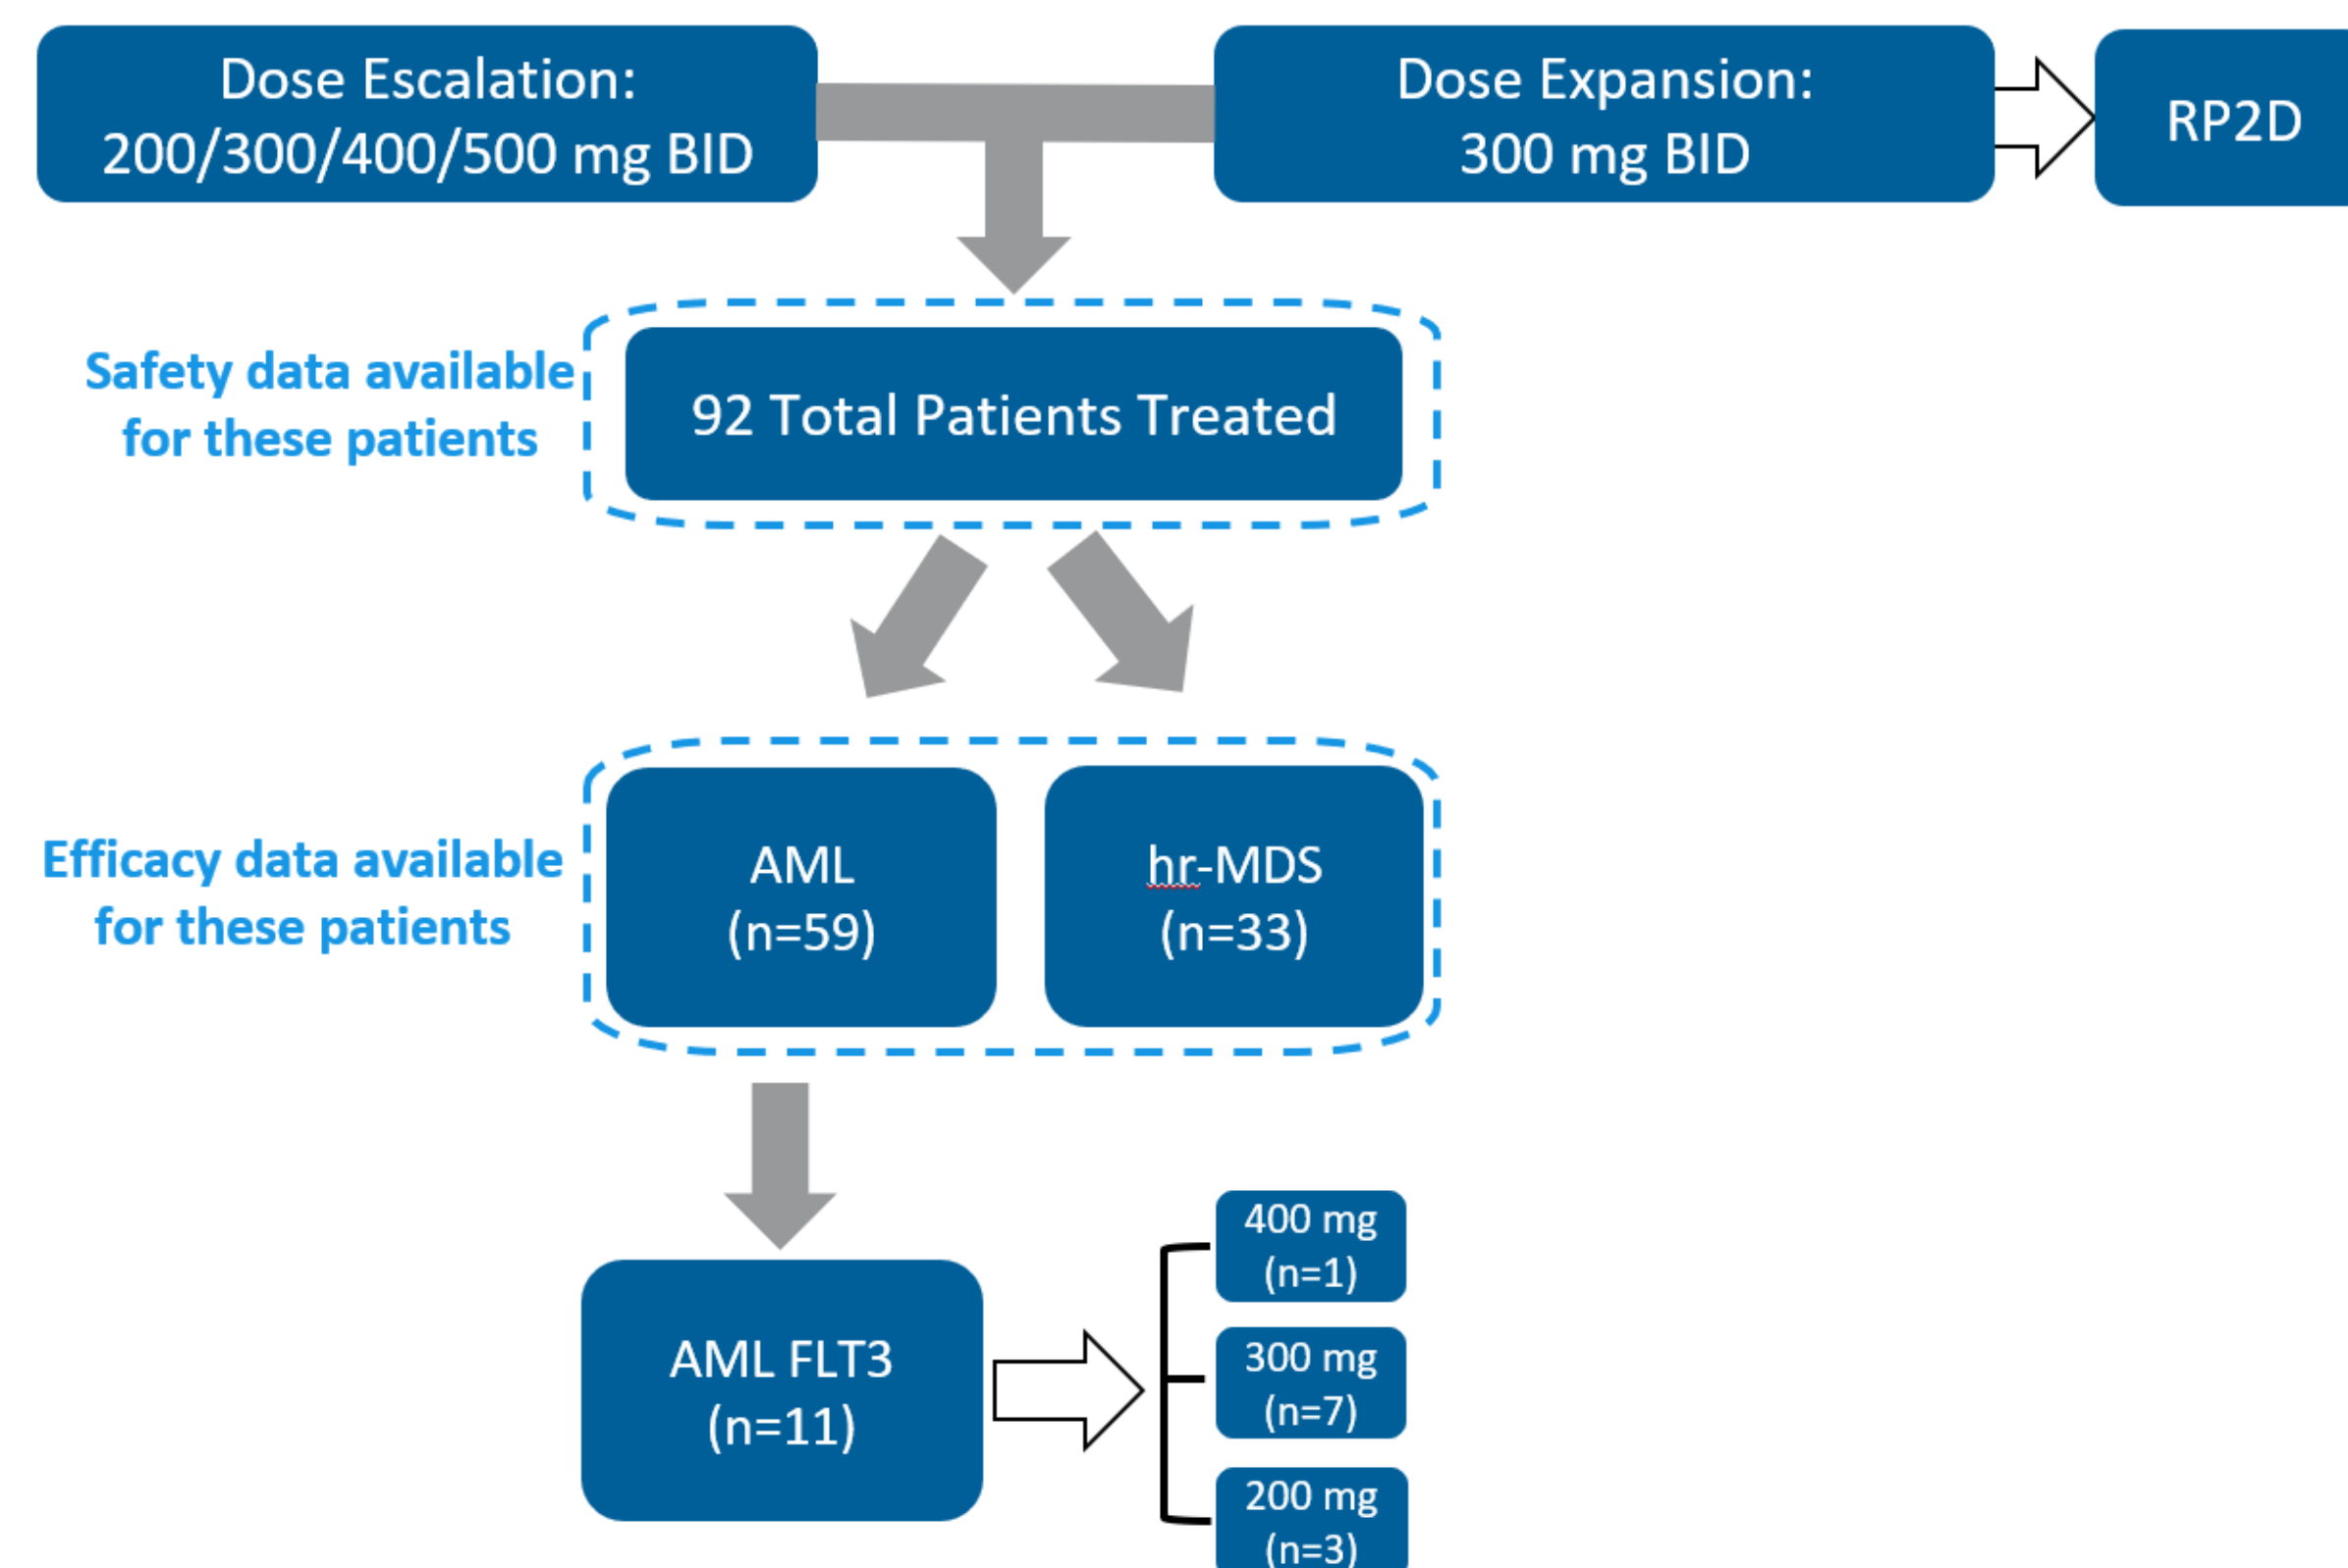 Dose Escalation:
200/300/400/500 mg BID
Dose Expansion:
300 mg BID
RP2D
Safety data available
for these patients
92 Total Patients Treated
Efficacy data available
for these patients
AML
(n=59)
hr-MDS
(n=33)
AML FLT3
(n=11)
400 mg
(n=1)
300 mg
(n=7)
200 mg
(n=3)